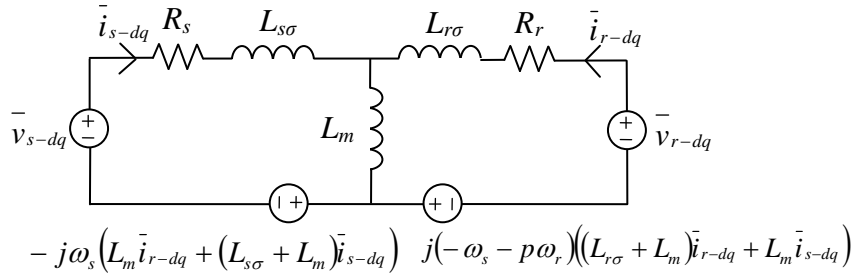 i̅ₛ₋dq Rₛ Lₛσ Lᵣσ Rᵣ i̅ᵣ₋dq
v̅ₛ₋dq + − Lₘ + − v̅ᵣ₋dq
− + + −
− jωₛ(Lₘ i̅ᵣ₋dq + (Lₛσ + Lₘ) i̅ₛ₋dq) j(−ωₛ − pωᵣ)((Lᵣσ + Lₘ) i̅ᵣ₋dq + Lₘ i̅ₛ₋dq)